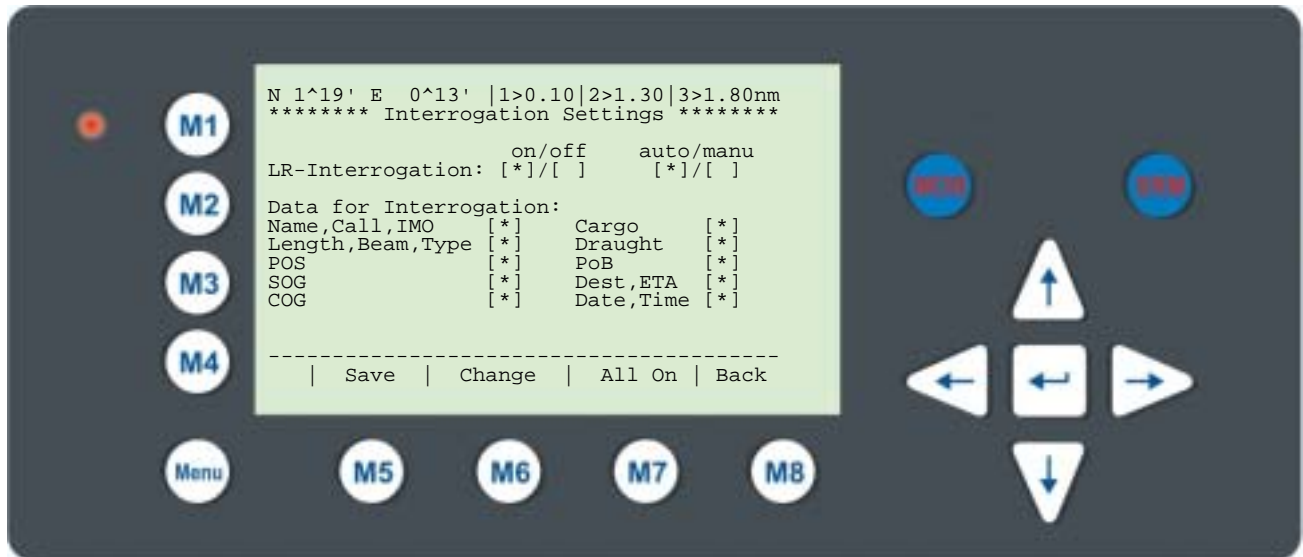 N 1^19' E  0^13' |1>0.10|2>1.30|3>1.80nm
******** Interrogation Settings ********
on/off auto/manu
LR-Interrogation: [*]/[ ] [*]/[ ]
Data for Interrogation:
Name,Call,IMO [*] Cargo [*]
Length,Beam,Type [*] Draught [*]
POS [*] PoB [*]
SOG [*] Dest,ETA [*]
COG [*] Date,Time [*]
----------------------------------------
| Save | Change | All On | Back
M1
M2
M3
M4
Menu
M5
M6
M7
M8